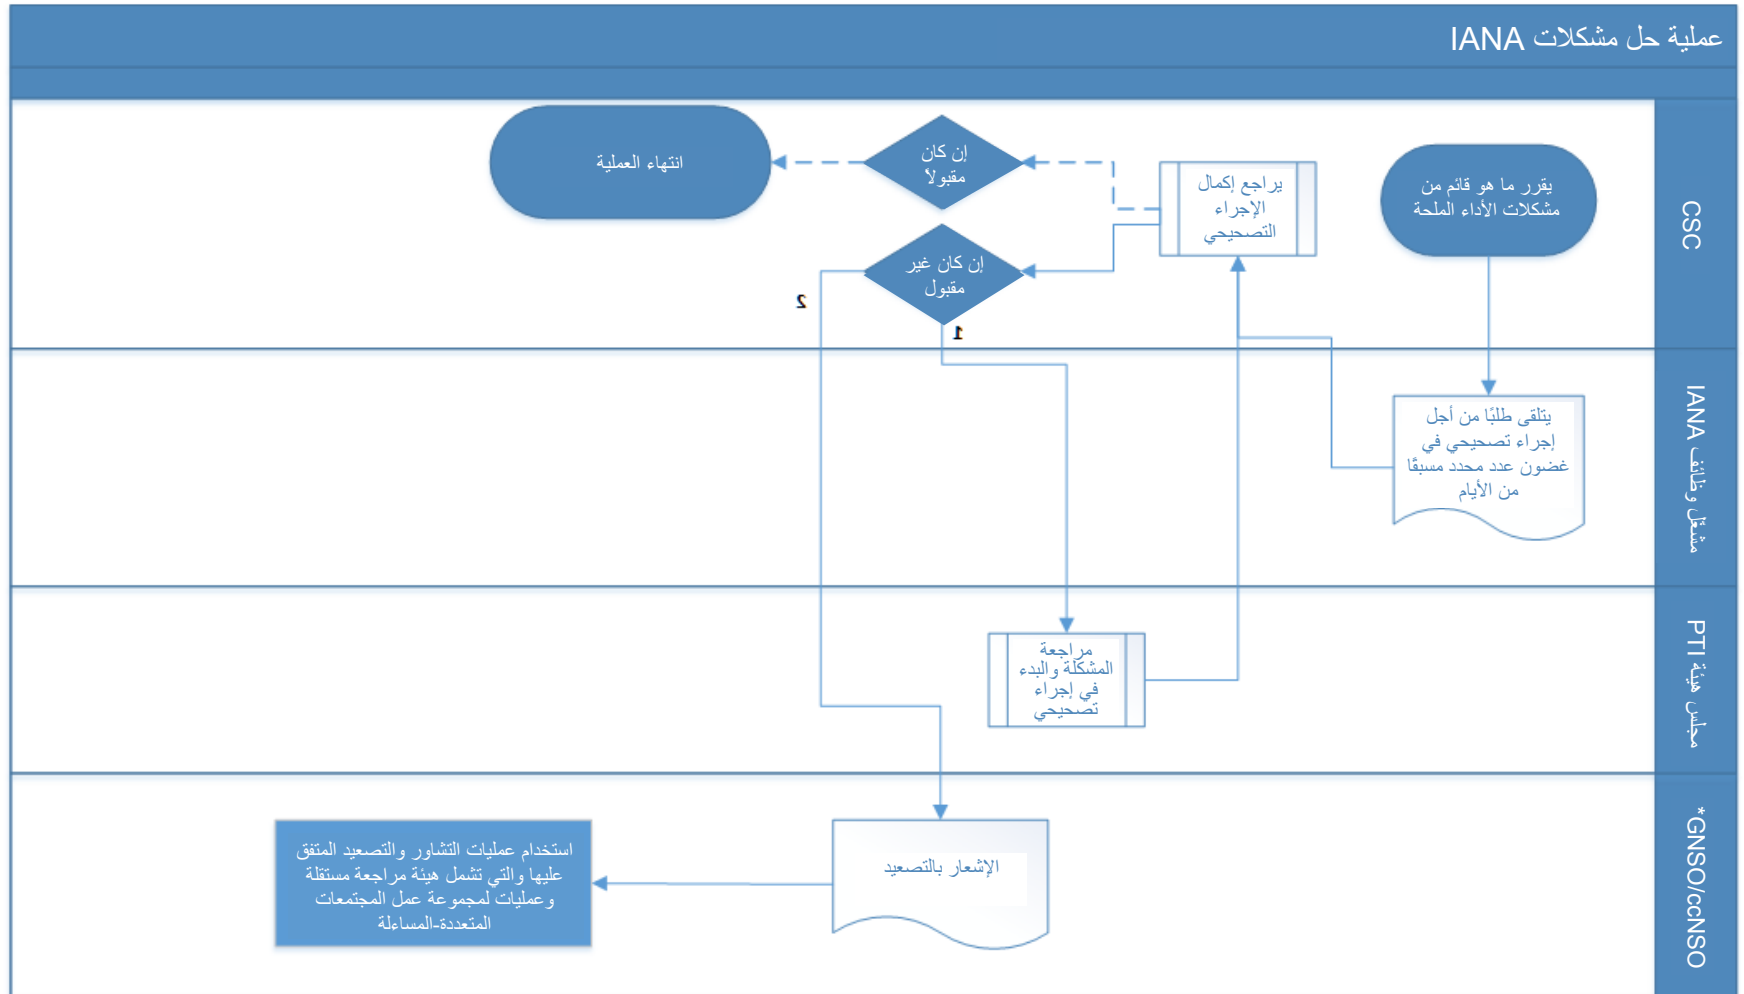 عملية حل مشكلات IANA
CSC
يقرر ما هو قائم من
مشكلات الأداء الملحة
يراجع إكمال
الإجراء
التصحيحي
إن كان
مقبولاً
انتهاء العملية
إن كان غير
مقبول
1
2
مشغّل وظائف IANA
يتلقى طلبًا من أجل
إجراء تصحيحي في
غضون عدد محدد مسبقًا
من الأيام
مجلس هيئة PTI
مراجعة
المشكلة والبدء
في إجراء
تصحيحي
*GNSO/ccNSO
الإشعار بالتصعيد
استخدام عمليات التشاور والتصعيد المتفق
عليها والتي تشمل هيئة مراجعة مستقلة
وعمليات لمجموعة عمل المجتمعات
المتعددة-المساءلة